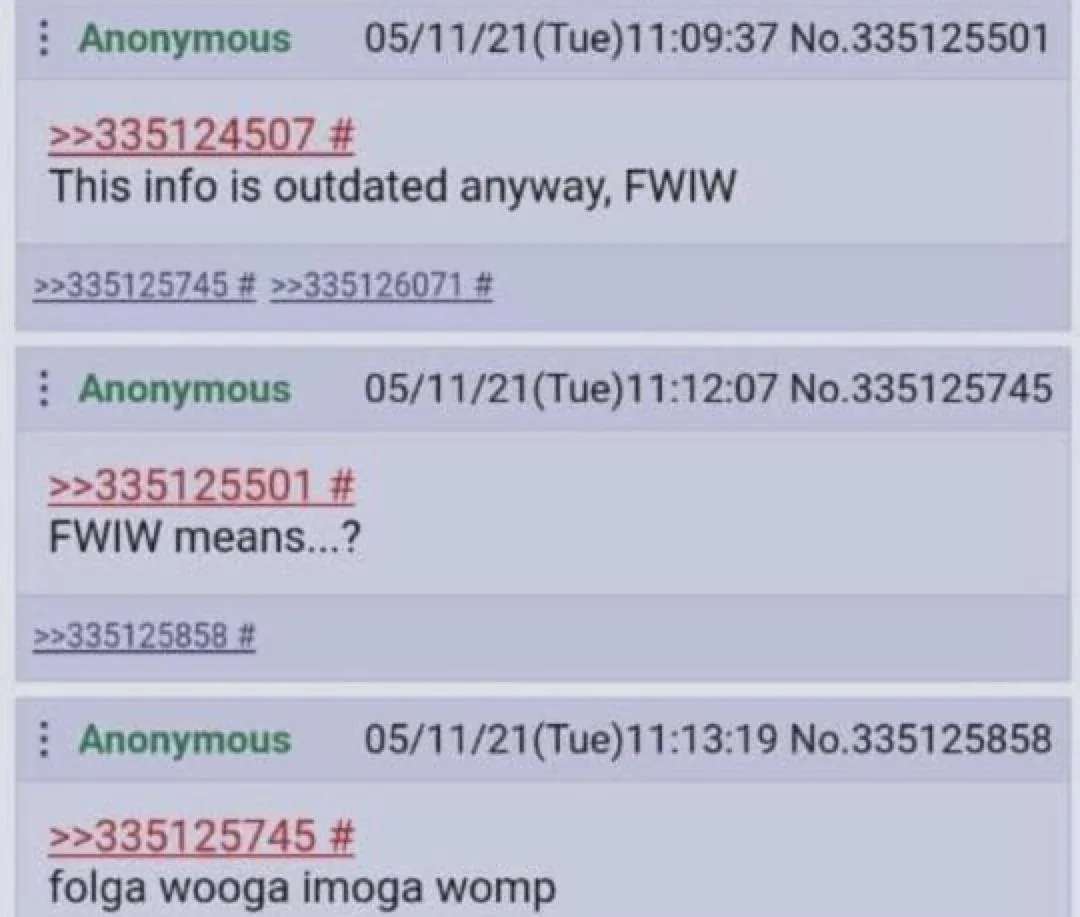 Anonymous 05/11/21(Tue)11:09:37 No.335125501
>>335124507 #
This info is outdated anyway, FWIW
>>335125745 # >>335126071 #
Anonymous 05/11/21(Tue)11:12:07 No.335125745
>>335125501 #
FWIW means...?
>>335125858 #
Anonymous 05/11/21(Tue)11:13:19 No.335125858
>>335125745 #
folga wooga imoga womp